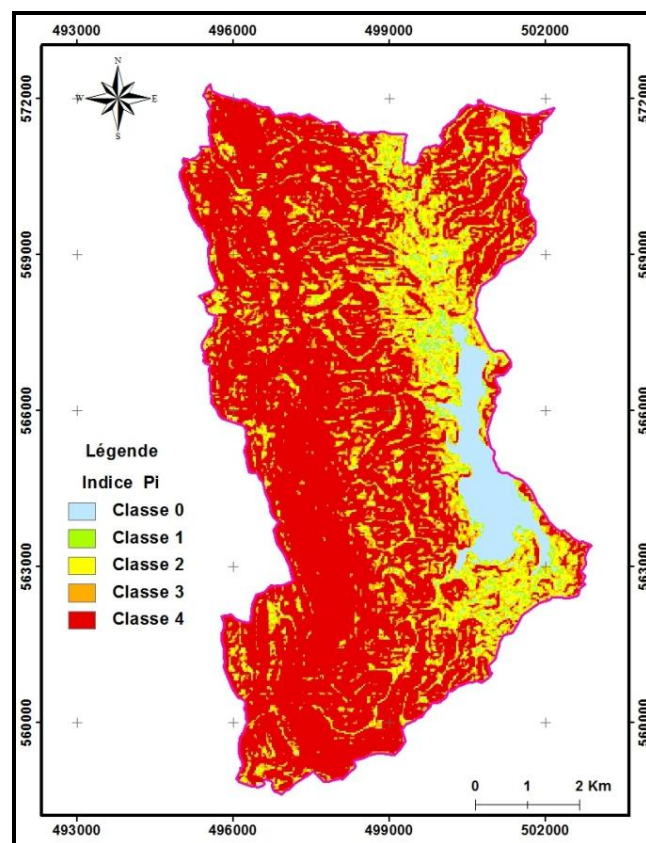 493000 496000 499000 502000
N
W E
S
572000 572000
569000 569000
566000 566000
Légende
Indice Pi
Classe 0
Classe 1
Classe 2
Classe 3
Classe 4
563000 563000
560000 560000
0 1 2 Km
493000 496000 499000 502000